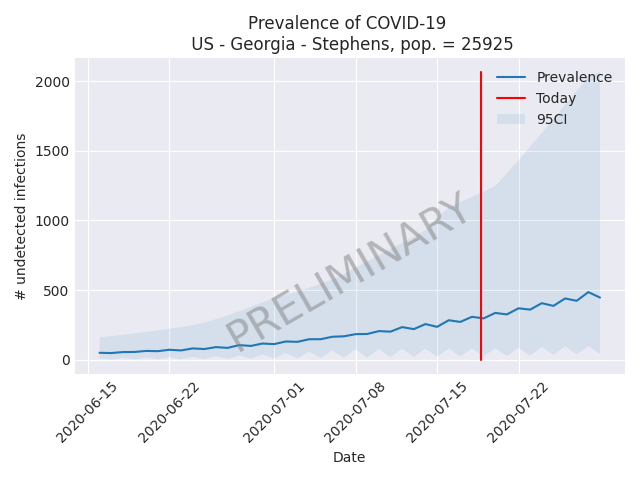 Prevalence of COVID-19
US - Georgia - Stephens, pop. = 25925
Prevalence
Today
95CI
2000
1500
1000
500
0
# undetected infections
PRELIMINARY
2020-06-15
2020-06-22
2020-07-01
2020-07-08
2020-07-15
2020-07-22
Date